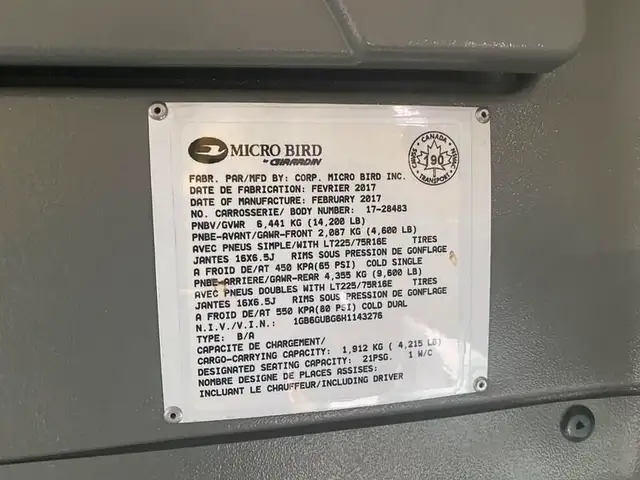 MICRO BIRD
by GIRARDIN
CANADA
190
TRANSPORT
FABR. PAR/MFD BY: CORP. MICRO BIRD INC.
DATE DE FABRICATION: FEVRIER 2017
DATE OF MANUFACTURE: FEBRUARY 2017
NO. CARROSSERIE/ BODY NUMBER: 17-28483
PNBV/GVWR 6,441 KG (14,200 LB)
PNBE-AVANT/GAWR-FRONT 2,087 KG (4,600 LB)
AVEC PNEUS SIMPLE/WITH LT225/75R16E TIRES
JANTES 16X6.5J RIMS SOUS PRESSION DE GONFLAGE
A FROID DE/AT 450 KPA(65 PSI) COLD SINGLE
PNBE-ARRIERE/GAWR-REAR 4,355 KG (9,600 LB)
AVEC PNEUS DOUBLES WITH LT225/75R16E TIRES
JANTES 16X6.5J RIMS SOUS PRESSION DE GONFLAGE
A FROID DE/AT 550 KPA(80 PSI) COLD DUAL
N.I.V./V.I.N.: 1GB6GUBG6H1143276
TYPE: B/A
CAPACITE DE CHARGEMENT/
CARGO-CARRYING CAPACITY: 1,912 KG ( 4,215 LB)
DESIGNATED SEATING CAPACITY: 21PSG. 1 W/C
NOMBRE DESIGNE DE PLACES ASSISES:
INCLUANT LE CHAUFFEUR/INCLUDING DRIVER